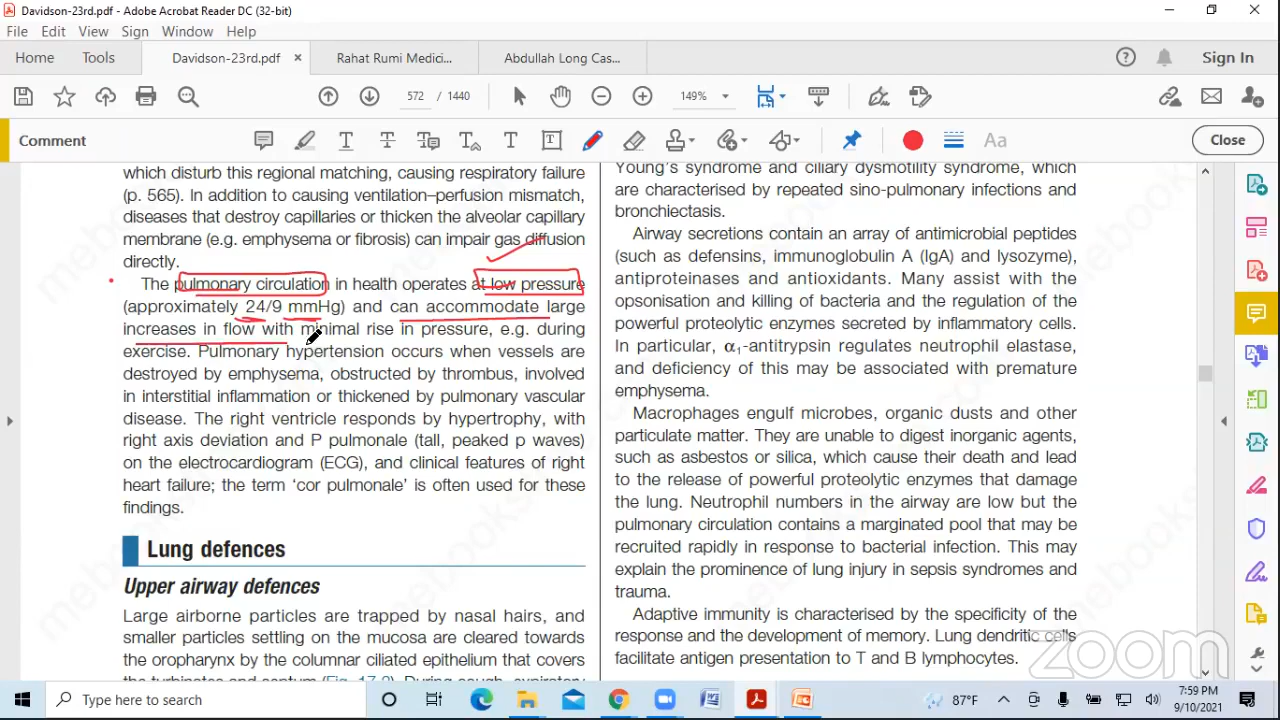 Davidson-23rd.pdf - Adobe Acrobat Reader DC (32-bit)
File Edit View Sign Window Help
Home Tools Davidson-23rd.pdf × Rahat Rumi Medici... Abdullah Long Cas... Sign In
572 / 1440 149%
Comment Aa Close
which disturb this regional matching, causing respiratory failure
(p. 565). In addition to causing ventilation–perfusion mismatch,
diseases that destroy capillaries or thicken the alveolar capillary
membrane (e.g. emphysema or fibrosis) can impair gas diffusion
directly.
The pulmonary circulation in health operates at low pressure
(approximately 24/9 mmHg) and can accommodate large
increases in flow with minimal rise in pressure, e.g. during
exercise. Pulmonary hypertension occurs when vessels are
destroyed by emphysema, obstructed by thrombus, involved
in interstitial inflammation or thickened by pulmonary vascular
disease. The right ventricle responds by hypertrophy, with
right axis deviation and P pulmonale (tall, peaked p waves)
on the electrocardiogram (ECG), and clinical features of right
heart failure; the term ‘cor pulmonale’ is often used for these
findings.
Lung defences
Upper airway defences
Large airborne particles are trapped by nasal hairs, and
smaller particles settling on the mucosa are cleared towards
the oropharynx by the columnar ciliated epithelium that covers
the turbinates and septum (Fig. 17.2). During cough, expiratory
Young's syndrome and ciliary dysmotility syndrome, which
are characterised by repeated sino-pulmonary infections and
bronchiectasis.
Airway secretions contain an array of antimicrobial peptides
(such as defensins, immunoglobulin A (IgA) and lysozyme),
antiproteinases and antioxidants. Many assist with the
opsonisation and killing of bacteria and the regulation of the
powerful proteolytic enzymes secreted by inflammatory cells.
In particular, α₁-antitrypsin regulates neutrophil elastase,
and deficiency of this may be associated with premature
emphysema.
Macrophages engulf microbes, organic dusts and other
particulate matter. They are unable to digest inorganic agents,
such as asbestos or silica, which cause their death and lead
to the release of powerful proteolytic enzymes that damage
the lung. Neutrophil numbers in the airway are low but the
pulmonary circulation contains a marginated pool that may be
recruited rapidly in response to bacterial infection. This may
explain the prominence of lung injury in sepsis syndromes and
trauma.
Adaptive immunity is characterised by the specificity of the
response and the development of memory. Lung dendritic cells
facilitate antigen presentation to T and B lymphocytes.
zoom
Type here to search 87°F 7:59 PM
9/10/2021